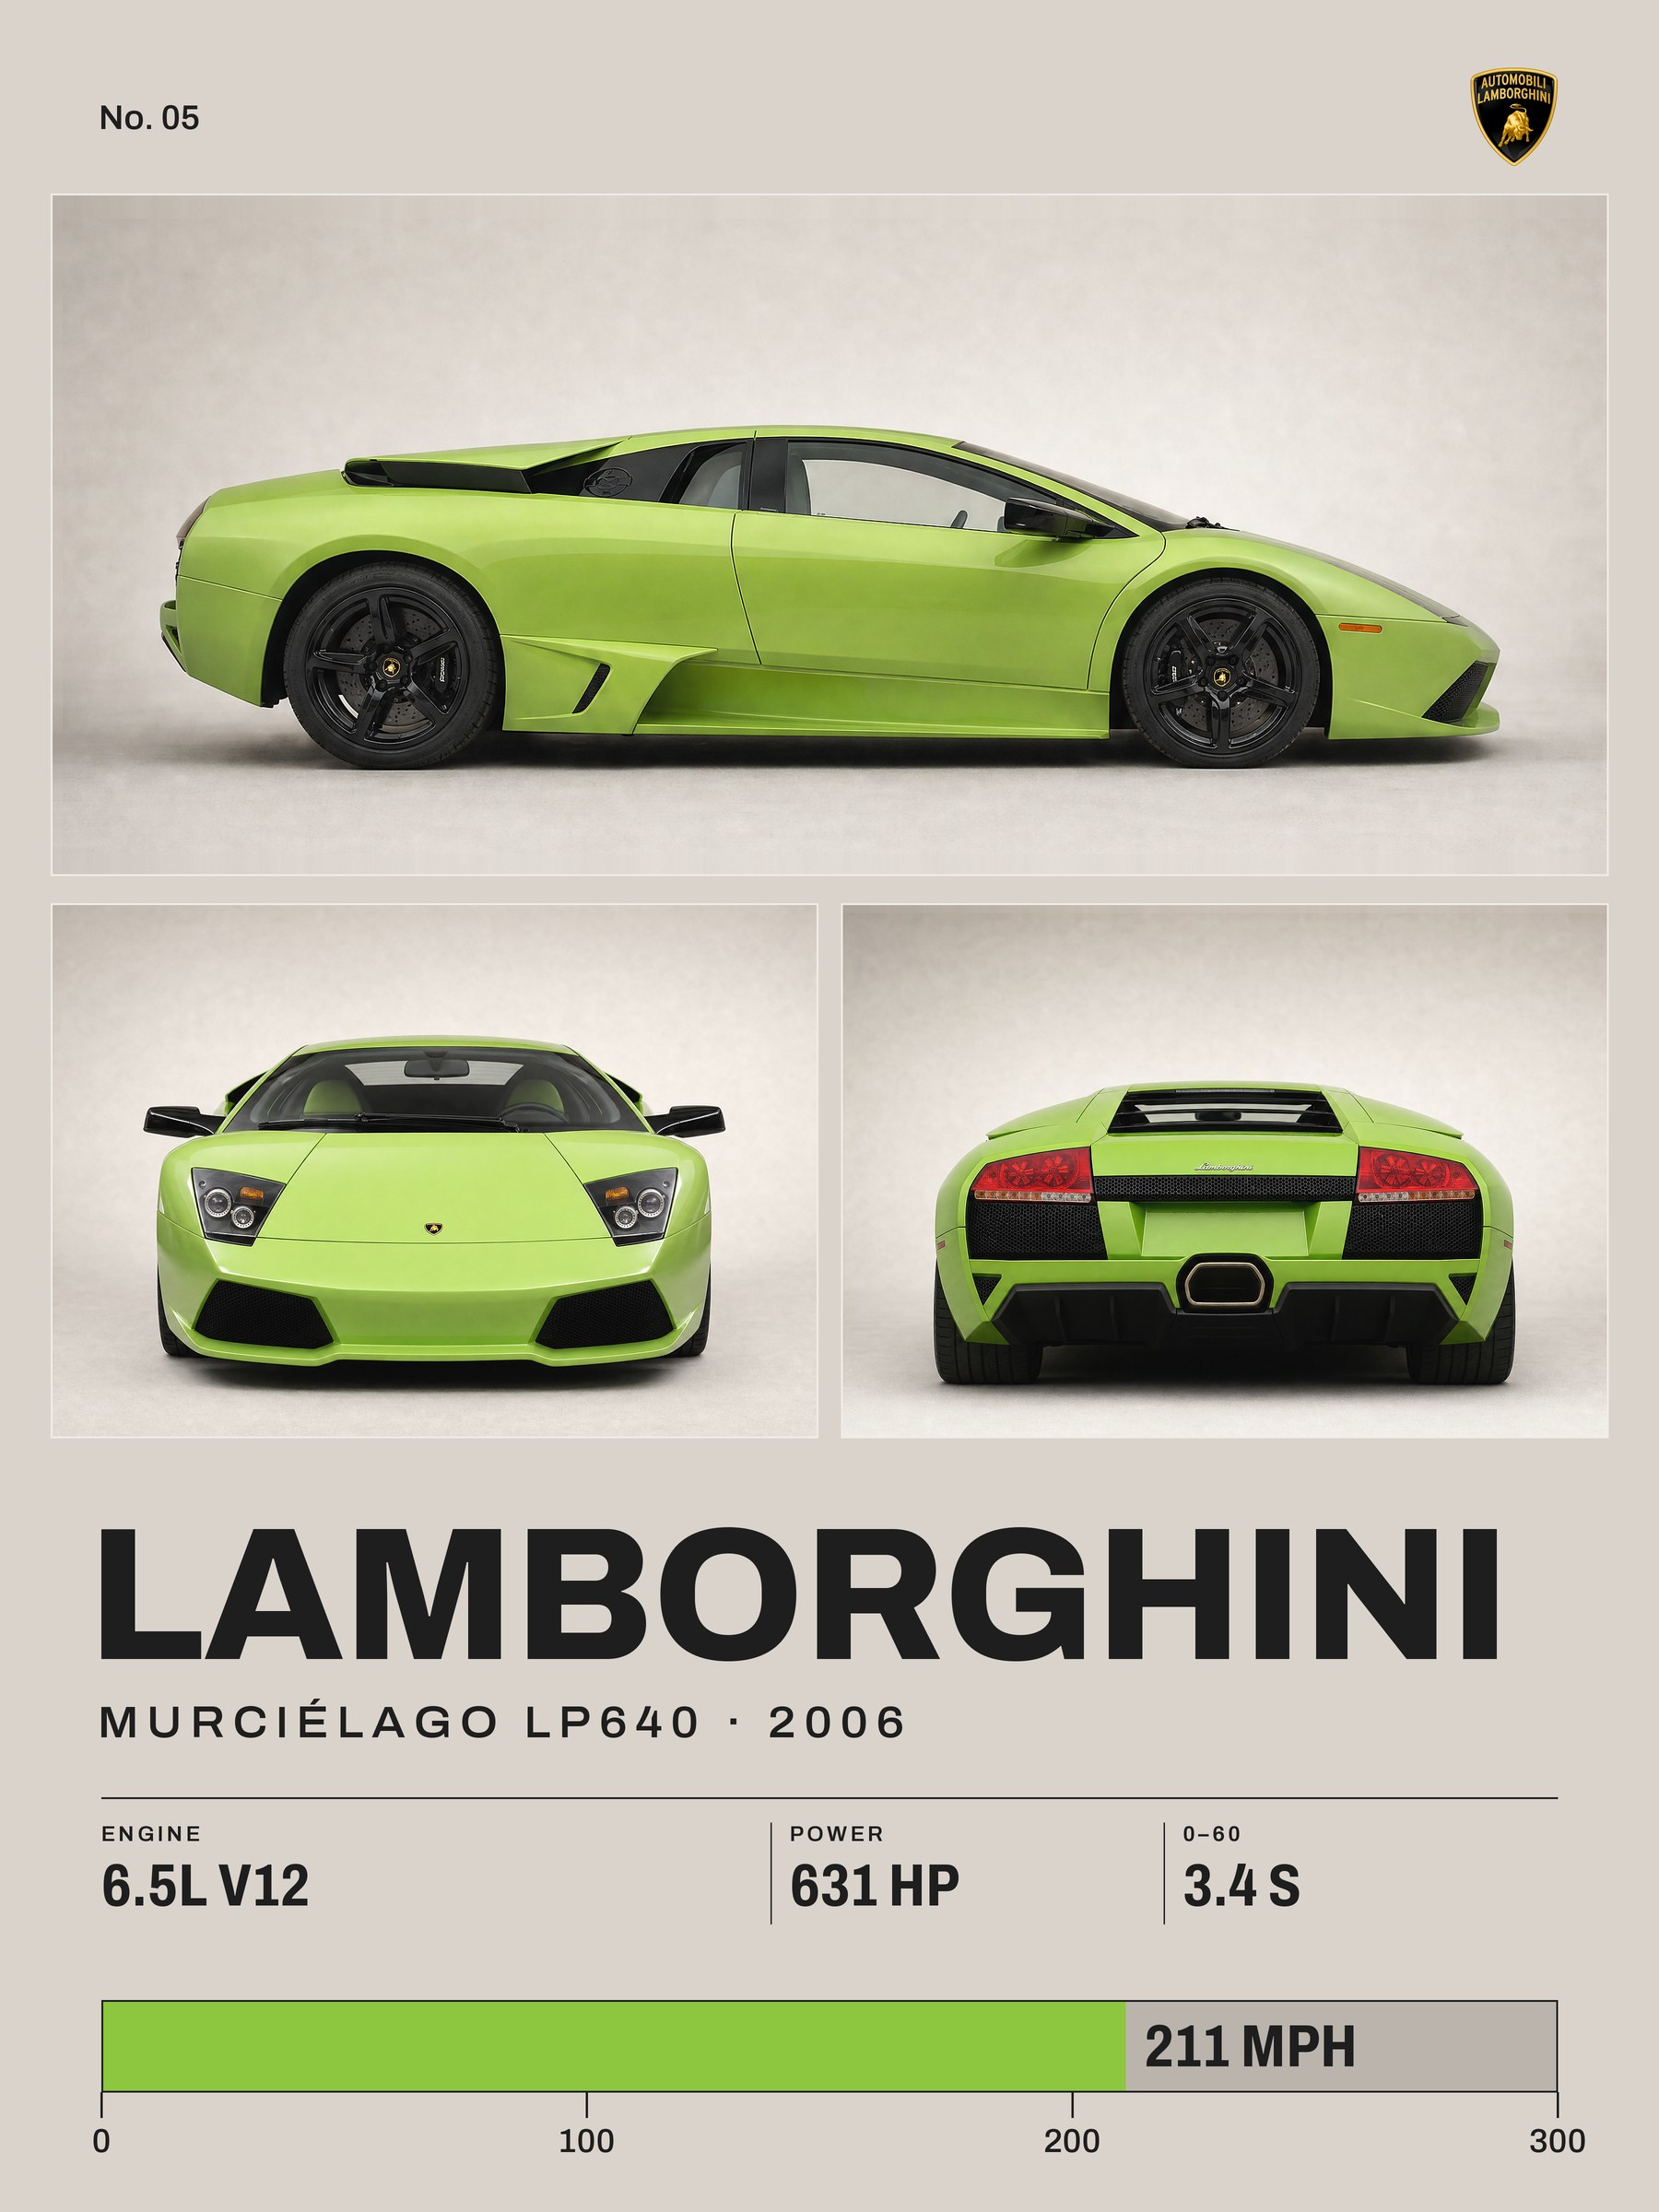 No. 05
AUTOMOBILI
LAMBORGHINI
Lamborghini
LAMBORGHINI
MURCIÉLAGO LP640 · 2006
ENGINE
POWER
0–60
6.5L V12
631 HP
3.4 S
211 MPH
0
100
200
300